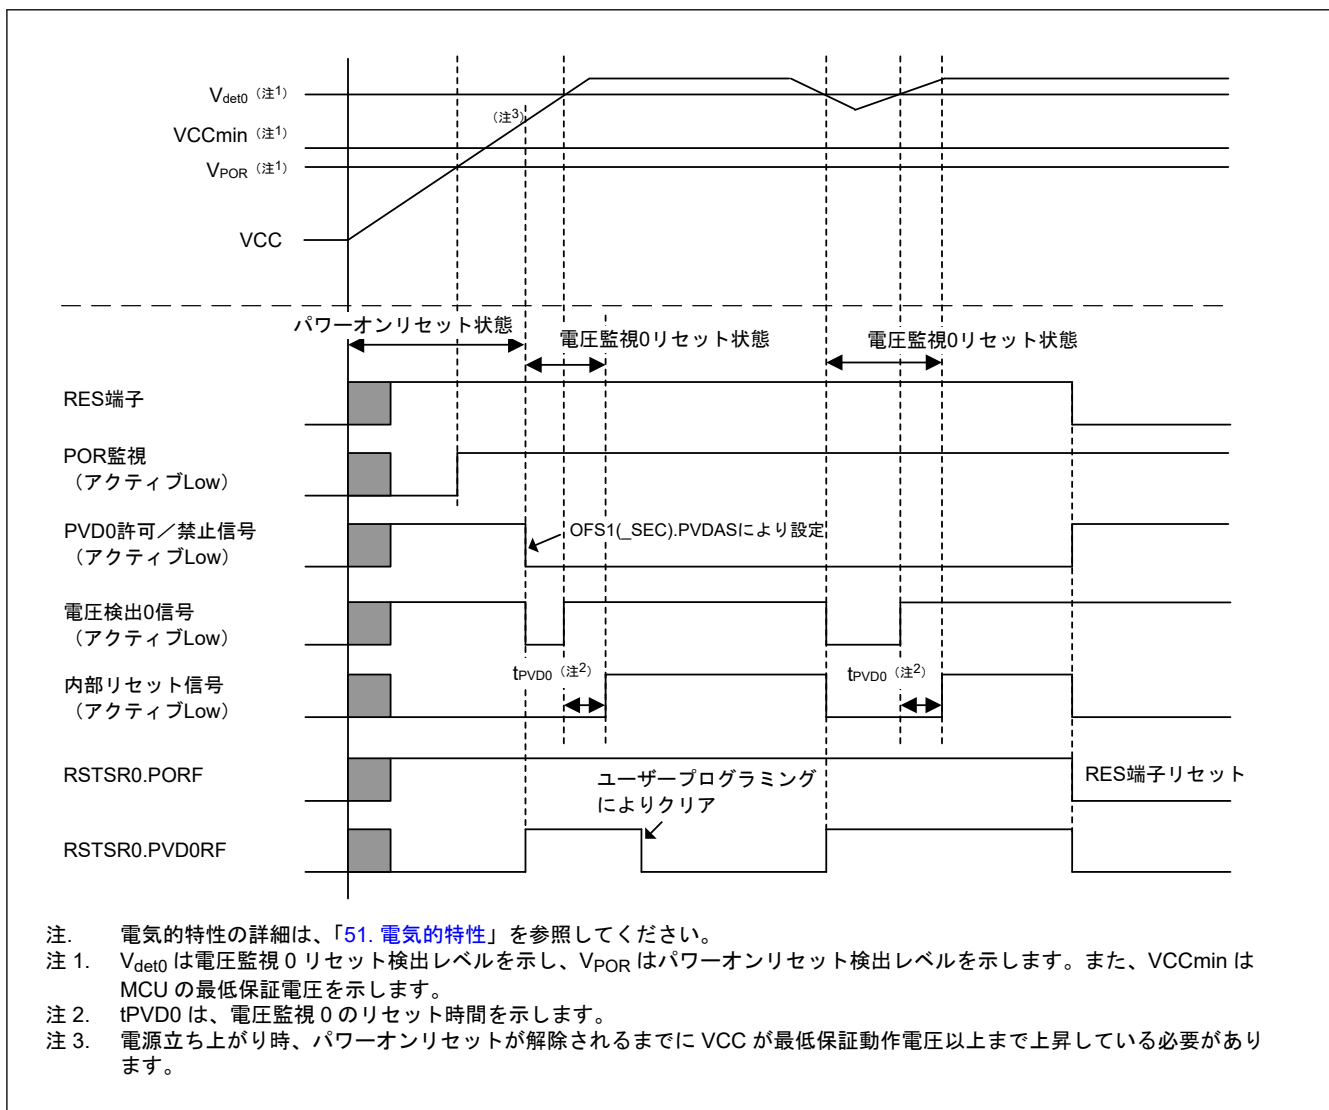 Vdet0（注1）
（注3）
VCCmin（注1）
VPOR（注1）
VCC
パワーオンリセット状態
電圧監視0リセット状態
電圧監視0リセット状態
RES端子
POR監視
（アクティブLow）
PVD0許可／禁止信号
（アクティブLow）
OFS1(_SEC).PVDASにより設定
電圧検出0信号
（アクティブLow）
tPVD0（注2）
tPVD0（注2）
内部リセット信号
（アクティブLow）
RSTSR0.PORF
ユーザープログラミング
によりクリア
RES端子リセット
RSTSR0.PVD0RF
注. 電気的特性の詳細は、「51. 電気的特性」を参照してください。
注 1. Vdet0 は電圧監視 0 リセット検出レベルを示し、VPOR はパワーオンリセット検出レベルを示します。また、VCCmin は
MCU の最低保証電圧を示します。
注 2. tPVD0 は、電圧監視 0 のリセット時間を示します。
注 3. 電源立ち上がり時、パワーオンリセットが解除されるまでに VCC が最低保証動作電圧以上まで上昇している必要があり
ます。